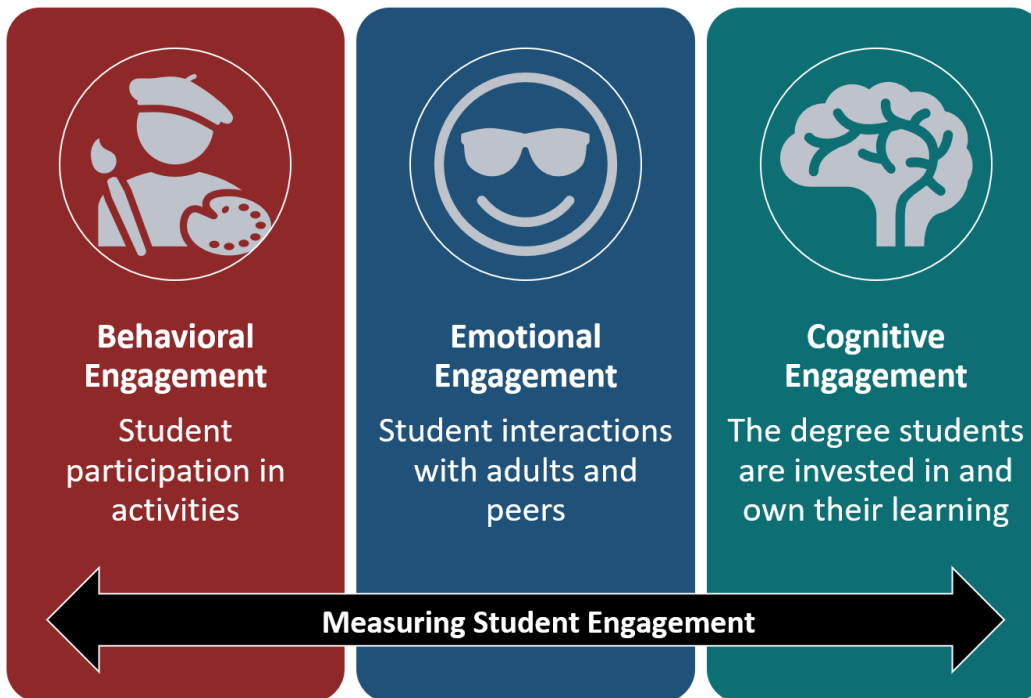 Behavioral
Engagement
Student
participation in
activities
Emotional
Engagement
Student interactions
with adults and
peers
Cognitive
Engagement
The degree students
are invested in and
own their learning
Measuring Student Engagement